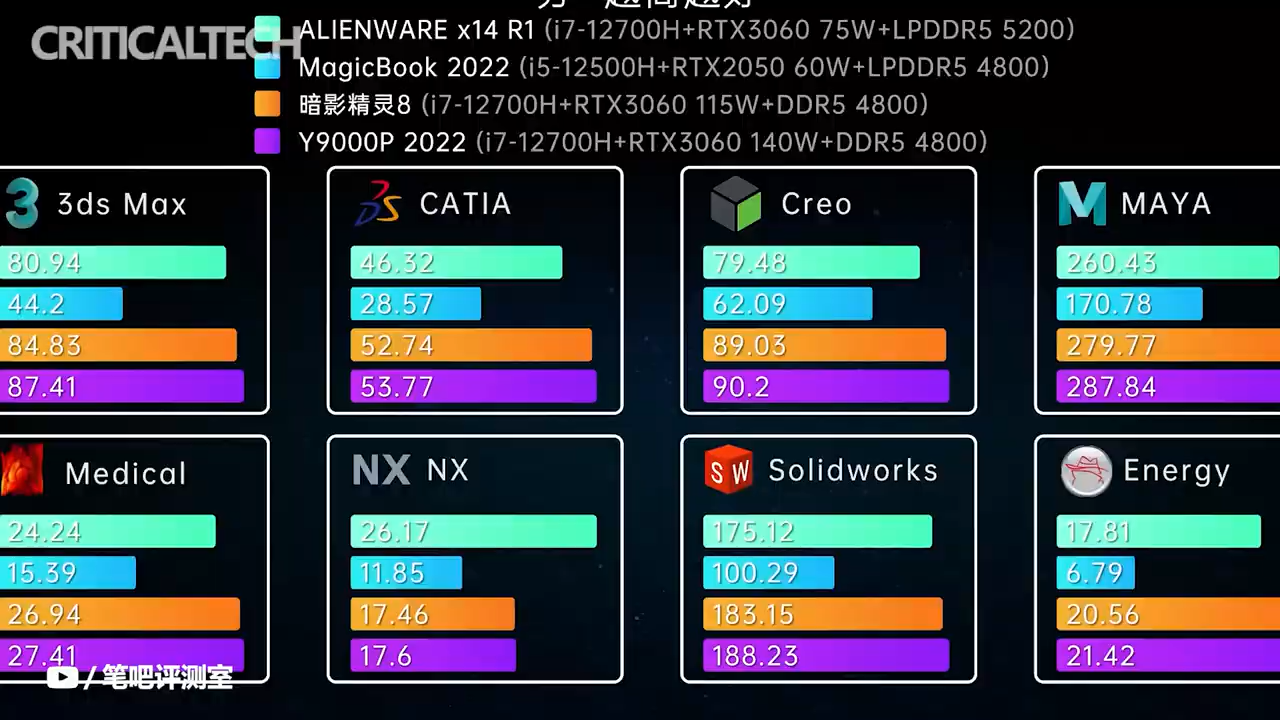 CRITICALTECH
ALIENWARE x14 R1 (i7-12700H+RTX3060 75W+LPDDR5 5200)
MagicBook 2022 (i5-12500H+RTX2050 60W+LPDDR5 4800)
暗影精灵8 (i7-12700H+RTX3060 115W+DDR5 4800)
Y9000P 2022 (i7-12700H+RTX3060 140W+DDR5 4800)
3ds Max
80.94
44.2
84.83
87.41
CATIA
46.32
28.57
52.74
53.77
Creo
79.48
62.09
89.03
90.2
MAYA
260.43
170.78
279.77
287.84
Medical
24.24
15.39
26.94
27.41
NX NX
26.17
11.85
17.46
17.6
SW Solidworks
175.12
100.29
183.15
188.23
Energy
17.81
6.79
20.56
21.42
/ 笔吧评测室